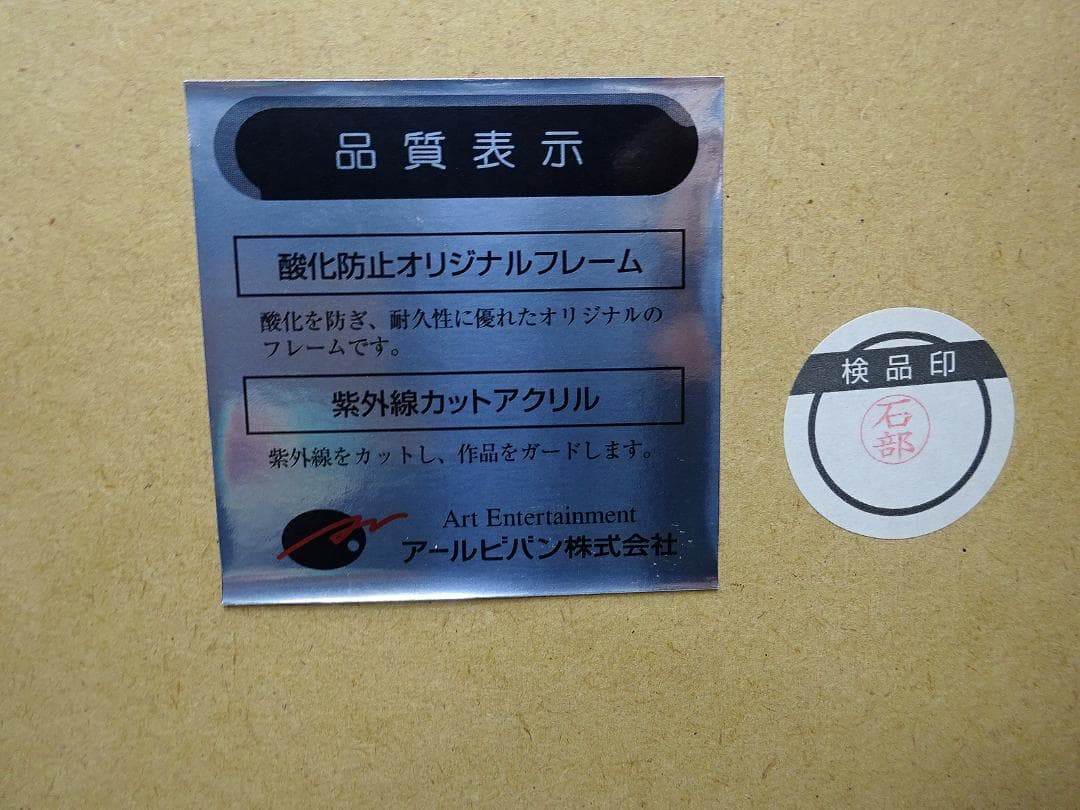 品質表示
酸化防止オリジナルフレーム
酸化を防ぎ、耐久性に優れたオリジナルの
フレームです。
紫外線カットアクリル
紫外線をカットし、作品をガードします。
Art Entertainment
アールビバン株式会社
検品印
石部